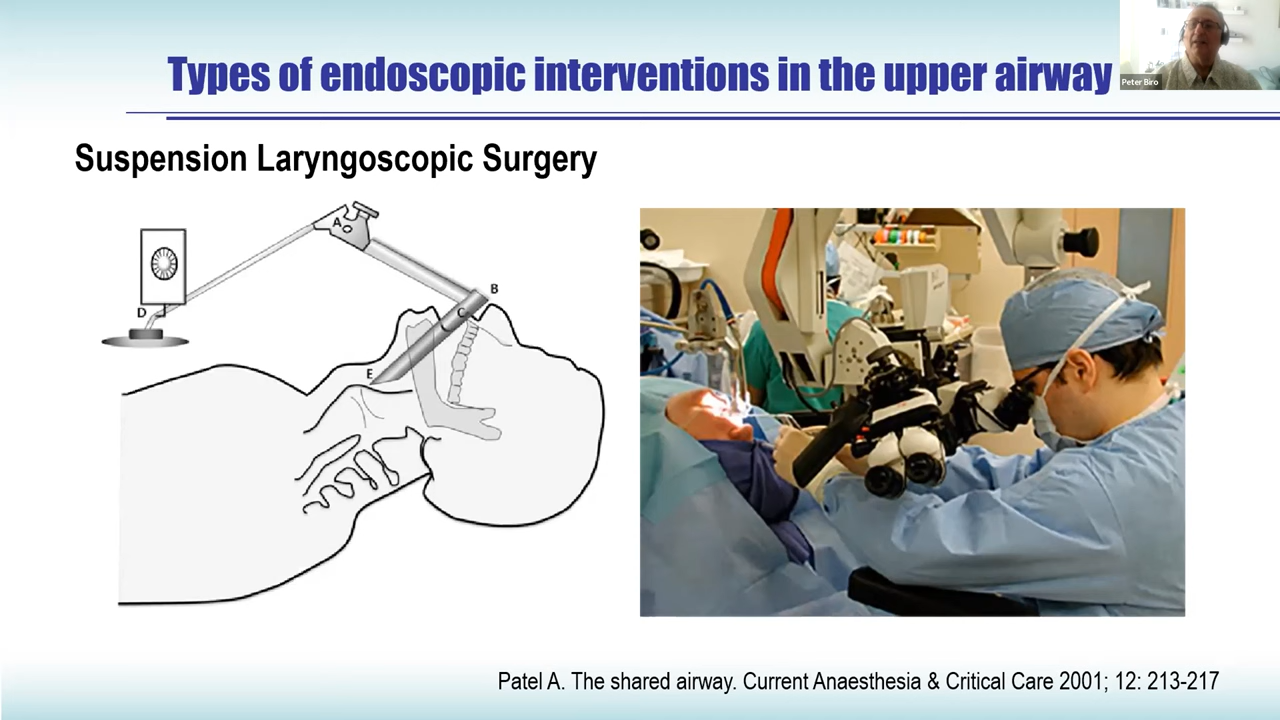 Types of endoscopic interventions in the upper airway
Peter Biro
Suspension Laryngoscopic Surgery
A
B
C
D
E
Patel A. The shared airway. Current Anaesthesia & Critical Care 2001; 12: 213-217